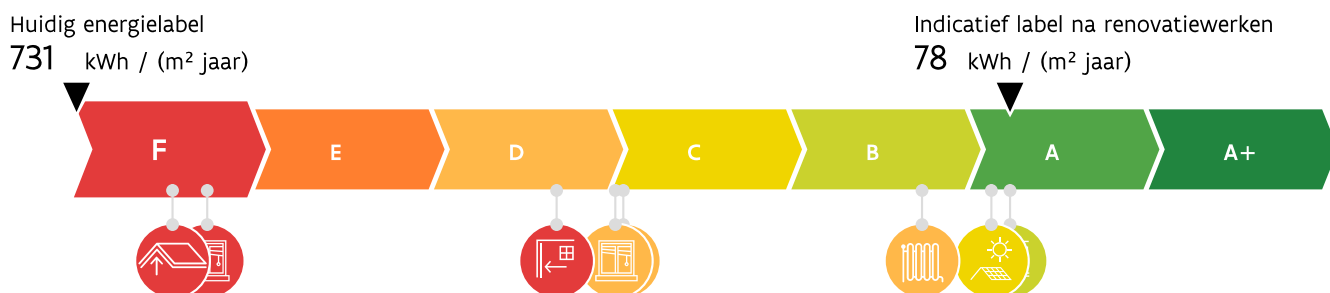 Huidig energielabel
731 kWh / (m² jaar)
Indicatief label na renovatiewerken
78 kWh / (m² jaar)
F E D C B A A+